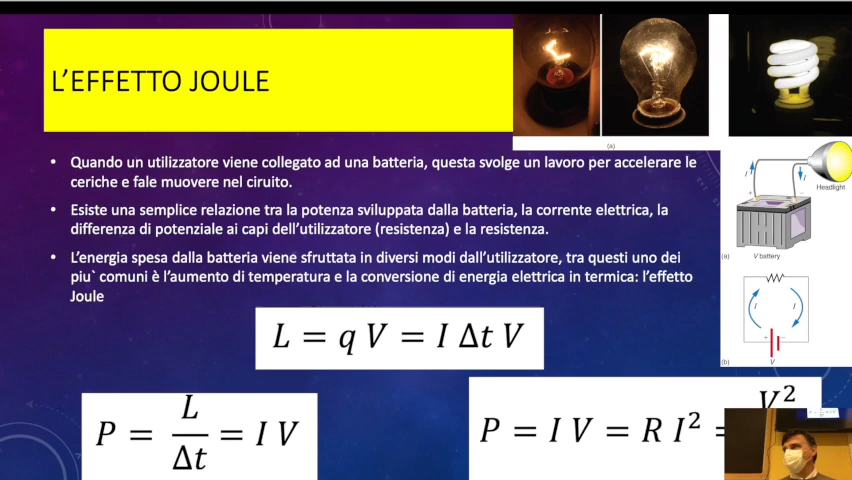 L'EFFETTO JOULE
(a)
• Quando un utilizzatore viene collegato ad una batteria, questa svolge un lavoro per accelerare le
ceriche e fale muovere nel ciruito.
• Esiste una semplice relazione tra la potenza sviluppata dalla batteria, la corrente elettrica, la
differenza di potenziale ai capi dell'utilizzatore (resistenza) e la resistenza.
• L'energia spesa dalla batteria viene sfruttata in diversi modi dall'utilizzatore, tra questi uno dei
piu` comuni è l'aumento di temperatura e la conversione di energia elettrica in termica: l'effetto
Joule
I
I
+
-
Headlight
(a) V battery
I
I
+
-
(b) V
L = q V = I Δt V
P = L/Δt = I V
P = I V = R I² = V²